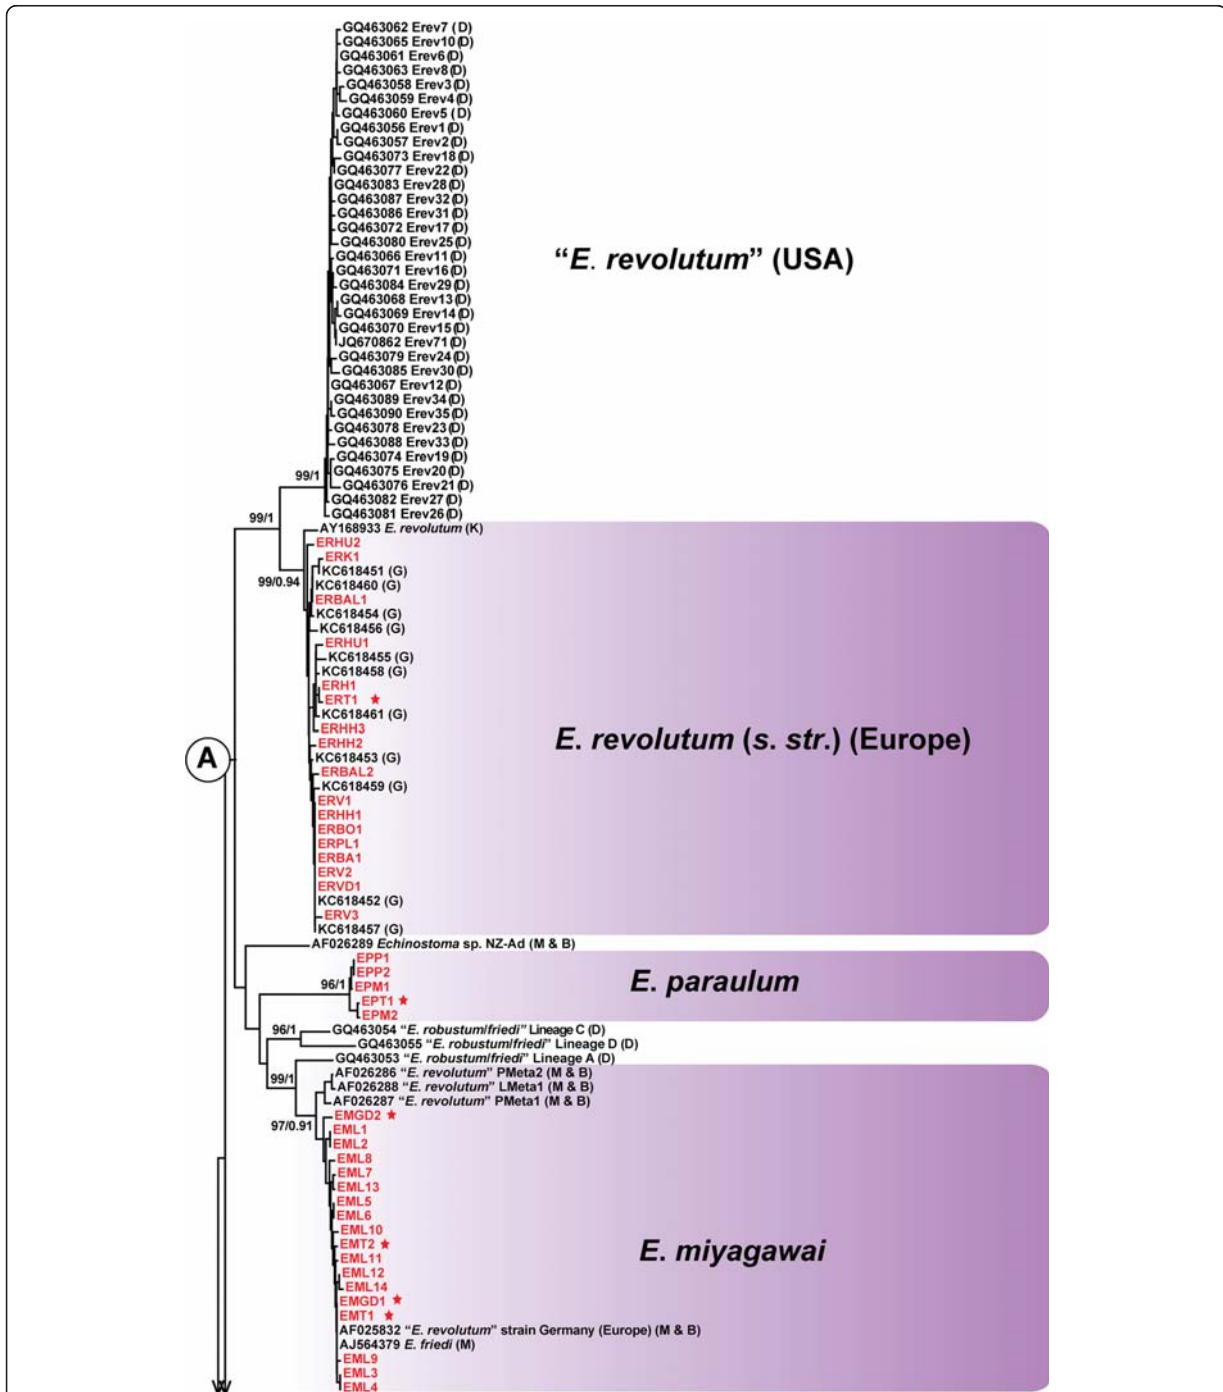 GQ463062 Erev7 (D)
GQ463065 Erev10 (D)
GQ463061 Erev6 (D)
GQ463063 Erev8 (D)
GQ463058 Erev3 (D)
GQ463059 Erev4 (D)
GQ463060 Erev5 (D)
GQ463056 Erev1 (D)
GQ463057 Erev2 (D)
GQ463073 Erev18 (D)
GQ463077 Erev22 (D)
GQ463083 Erev28 (D)
GQ463087 Erev32 (D)
GQ463086 Erev31 (D)
GQ463072 Erev17 (D)
GQ463080 Erev25 (D)
GQ463066 Erev11 (D)
GQ463071 Erev16 (D)
GQ463084 Erev29 (D)
GQ463068 Erev13 (D)
GQ463069 Erev14 (D)
GQ463070 Erev15 (D)
JQ670862 Erev71 (D)
GQ463079 Erev24 (D)
GQ463085 Erev30 (D)
GQ463067 Erev12 (D)
GQ463089 Erev34 (D)
GQ463090 Erev35 (D)
GQ463078 Erev23 (D)
GQ463088 Erev33 (D)
GQ463074 Erev19 (D)
GQ463075 Erev20 (D)
GQ463076 Erev21 (D)
GQ463082 Erev27 (D)
GQ463081 Erev26 (D)
“E. revolutum” (USA)
99/1
99/1
99/0.94
AY168933 E. revolutum (K)
ERHU2
ERK1
KC618451 (G)
KC618460 (G)
ERBAL1
KC618454 (G)
KC618456 (G)
ERHU1
KC618455 (G)
KC618458 (G)
ERH1
ERT1 ★
KC618461 (G)
ERHH3
ERHH2
KC618453 (G)
ERBAL2
KC618459 (G)
ERV1
ERHH1
ERBO1
ERPL1
ERBA1
ERV2
ERVD1
KC618452 (G)
ERV3
KC618457 (G)
E. revolutum (s. str.) (Europe)
A
AF026289 Echinostoma sp. NZ-Ad (M & B)
EPP1
EPP2
EPM1
EPT1 ★
EPM2
96/1
E. paraulum
96/1
GQ463054 “E. robustum/friedi” Lineage C (D)
GQ463055 “E. robustum/friedi” Lineage D (D)
GQ463053 “E. robustum/friedi” Lineage A (D)
99/1
AF026286 “E. revolutum” PMeta2 (M & B)
AF026288 “E. revolutum” LMeta1 (M & B)
AF026287 “E. revolutum” PMeta1 (M & B)
97/0.91
EMGD2 ★
EML1
EML2
EML8
EML7
EML13
EML5
EML6
EML10
EMT2 ★
EML11
EML12
EML14
EMGD1 ★
EMT1 ★
AF025832 “E. revolutum” strain Germany (Europe) (M & B)
AJ564379 E. friedi (M)
EML9
EML3
EML4
E. miyagawai